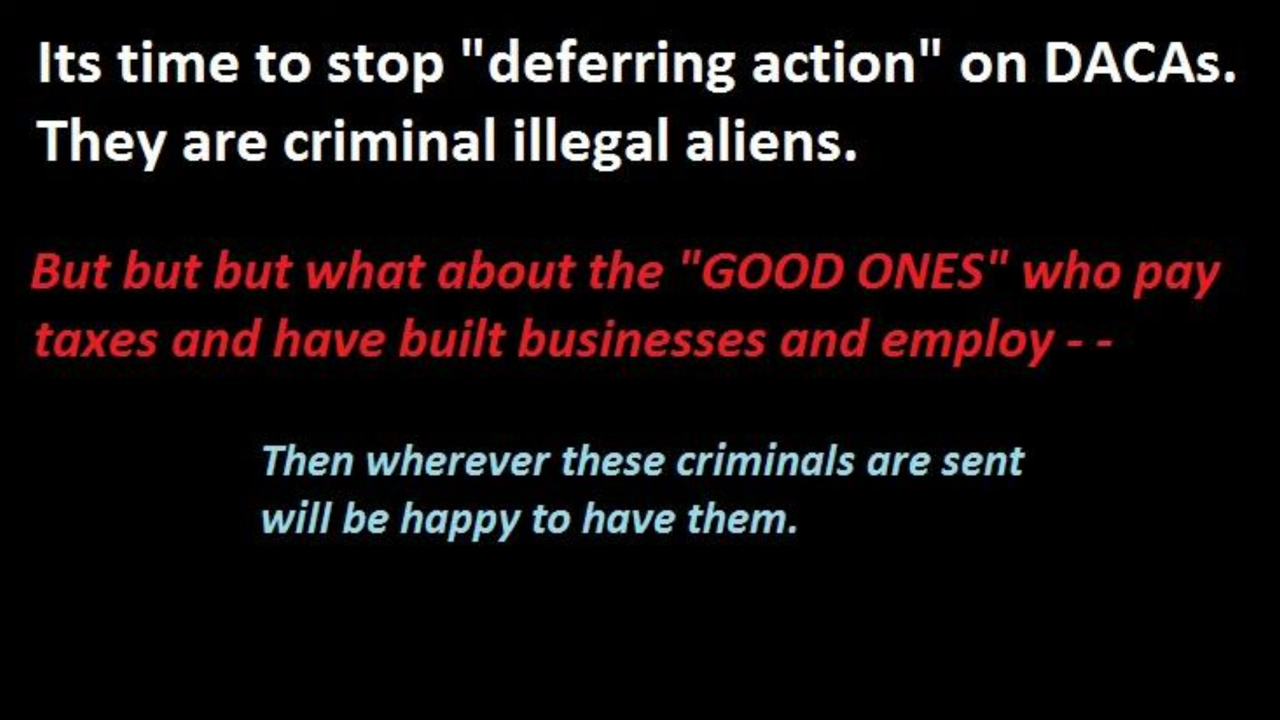 Its time to stop "deferring action" on DACAs.
They are criminal illegal aliens.
But but but what about the "GOOD ONES" who pay
taxes and have built businesses and employ - -
Then wherever these criminals are sent
will be happy to have them.